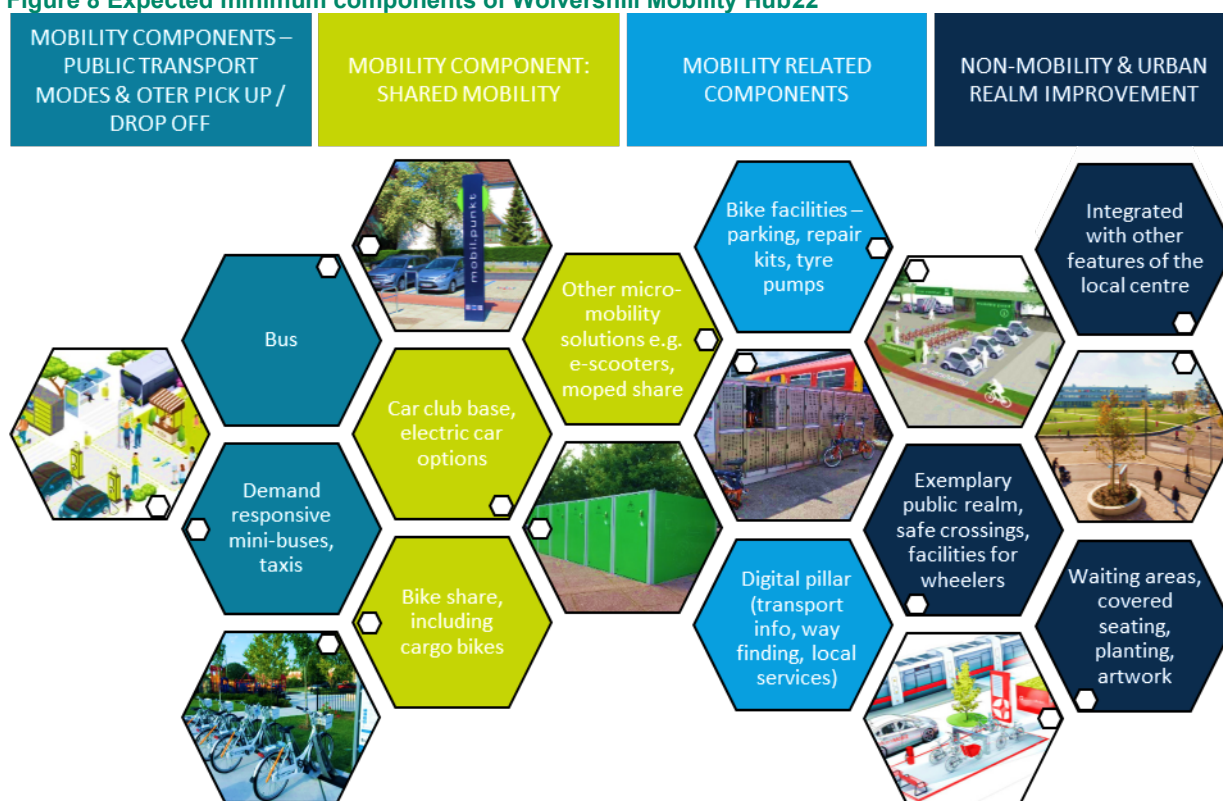 Figure 8 Expected minimum components of Wolvershill Mobility Hub22
MOBILITY COMPONENTS –
PUBLIC TRANSPORT
MODES & OTER PICK UP /
DROP OFF
MOBILITY COMPONENT:
SHARED MOBILITY
MOBILITY RELATED
COMPONENTS
NON-MOBILITY & URBAN
REALM IMPROVEMENT
Bus
Demand
responsive
mini-buses,
taxis
mobil.punkt
Car club base,
electric car
options
Bike share,
including
cargo bikes
Other micro-
mobility
solutions e.g.
e-scooters,
moped share
Bike facilities –
parking, repair
kits, tyre
pumps
Digital pillar
(transport
info, way
finding, local
services)
Exemplary
public realm,
safe crossings,
facilities for
wheelers
Integrated
with other
features of the
local centre
Waiting areas,
covered
seating,
planting,
artwork